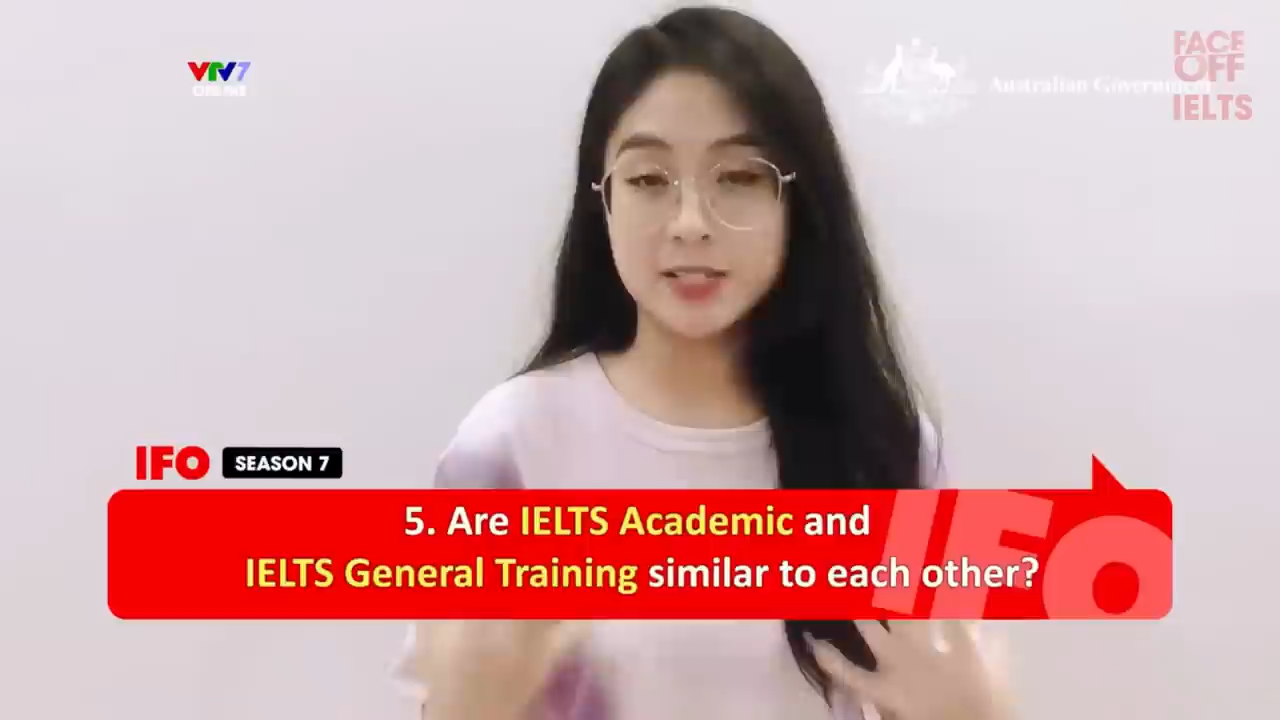 VTV7
ONLINE
Australian Government
FACE
OFF
IELTS
IFO
SEASON 7
5. Are IELTS Academic and
IELTS General Training similar to each other?
IFO